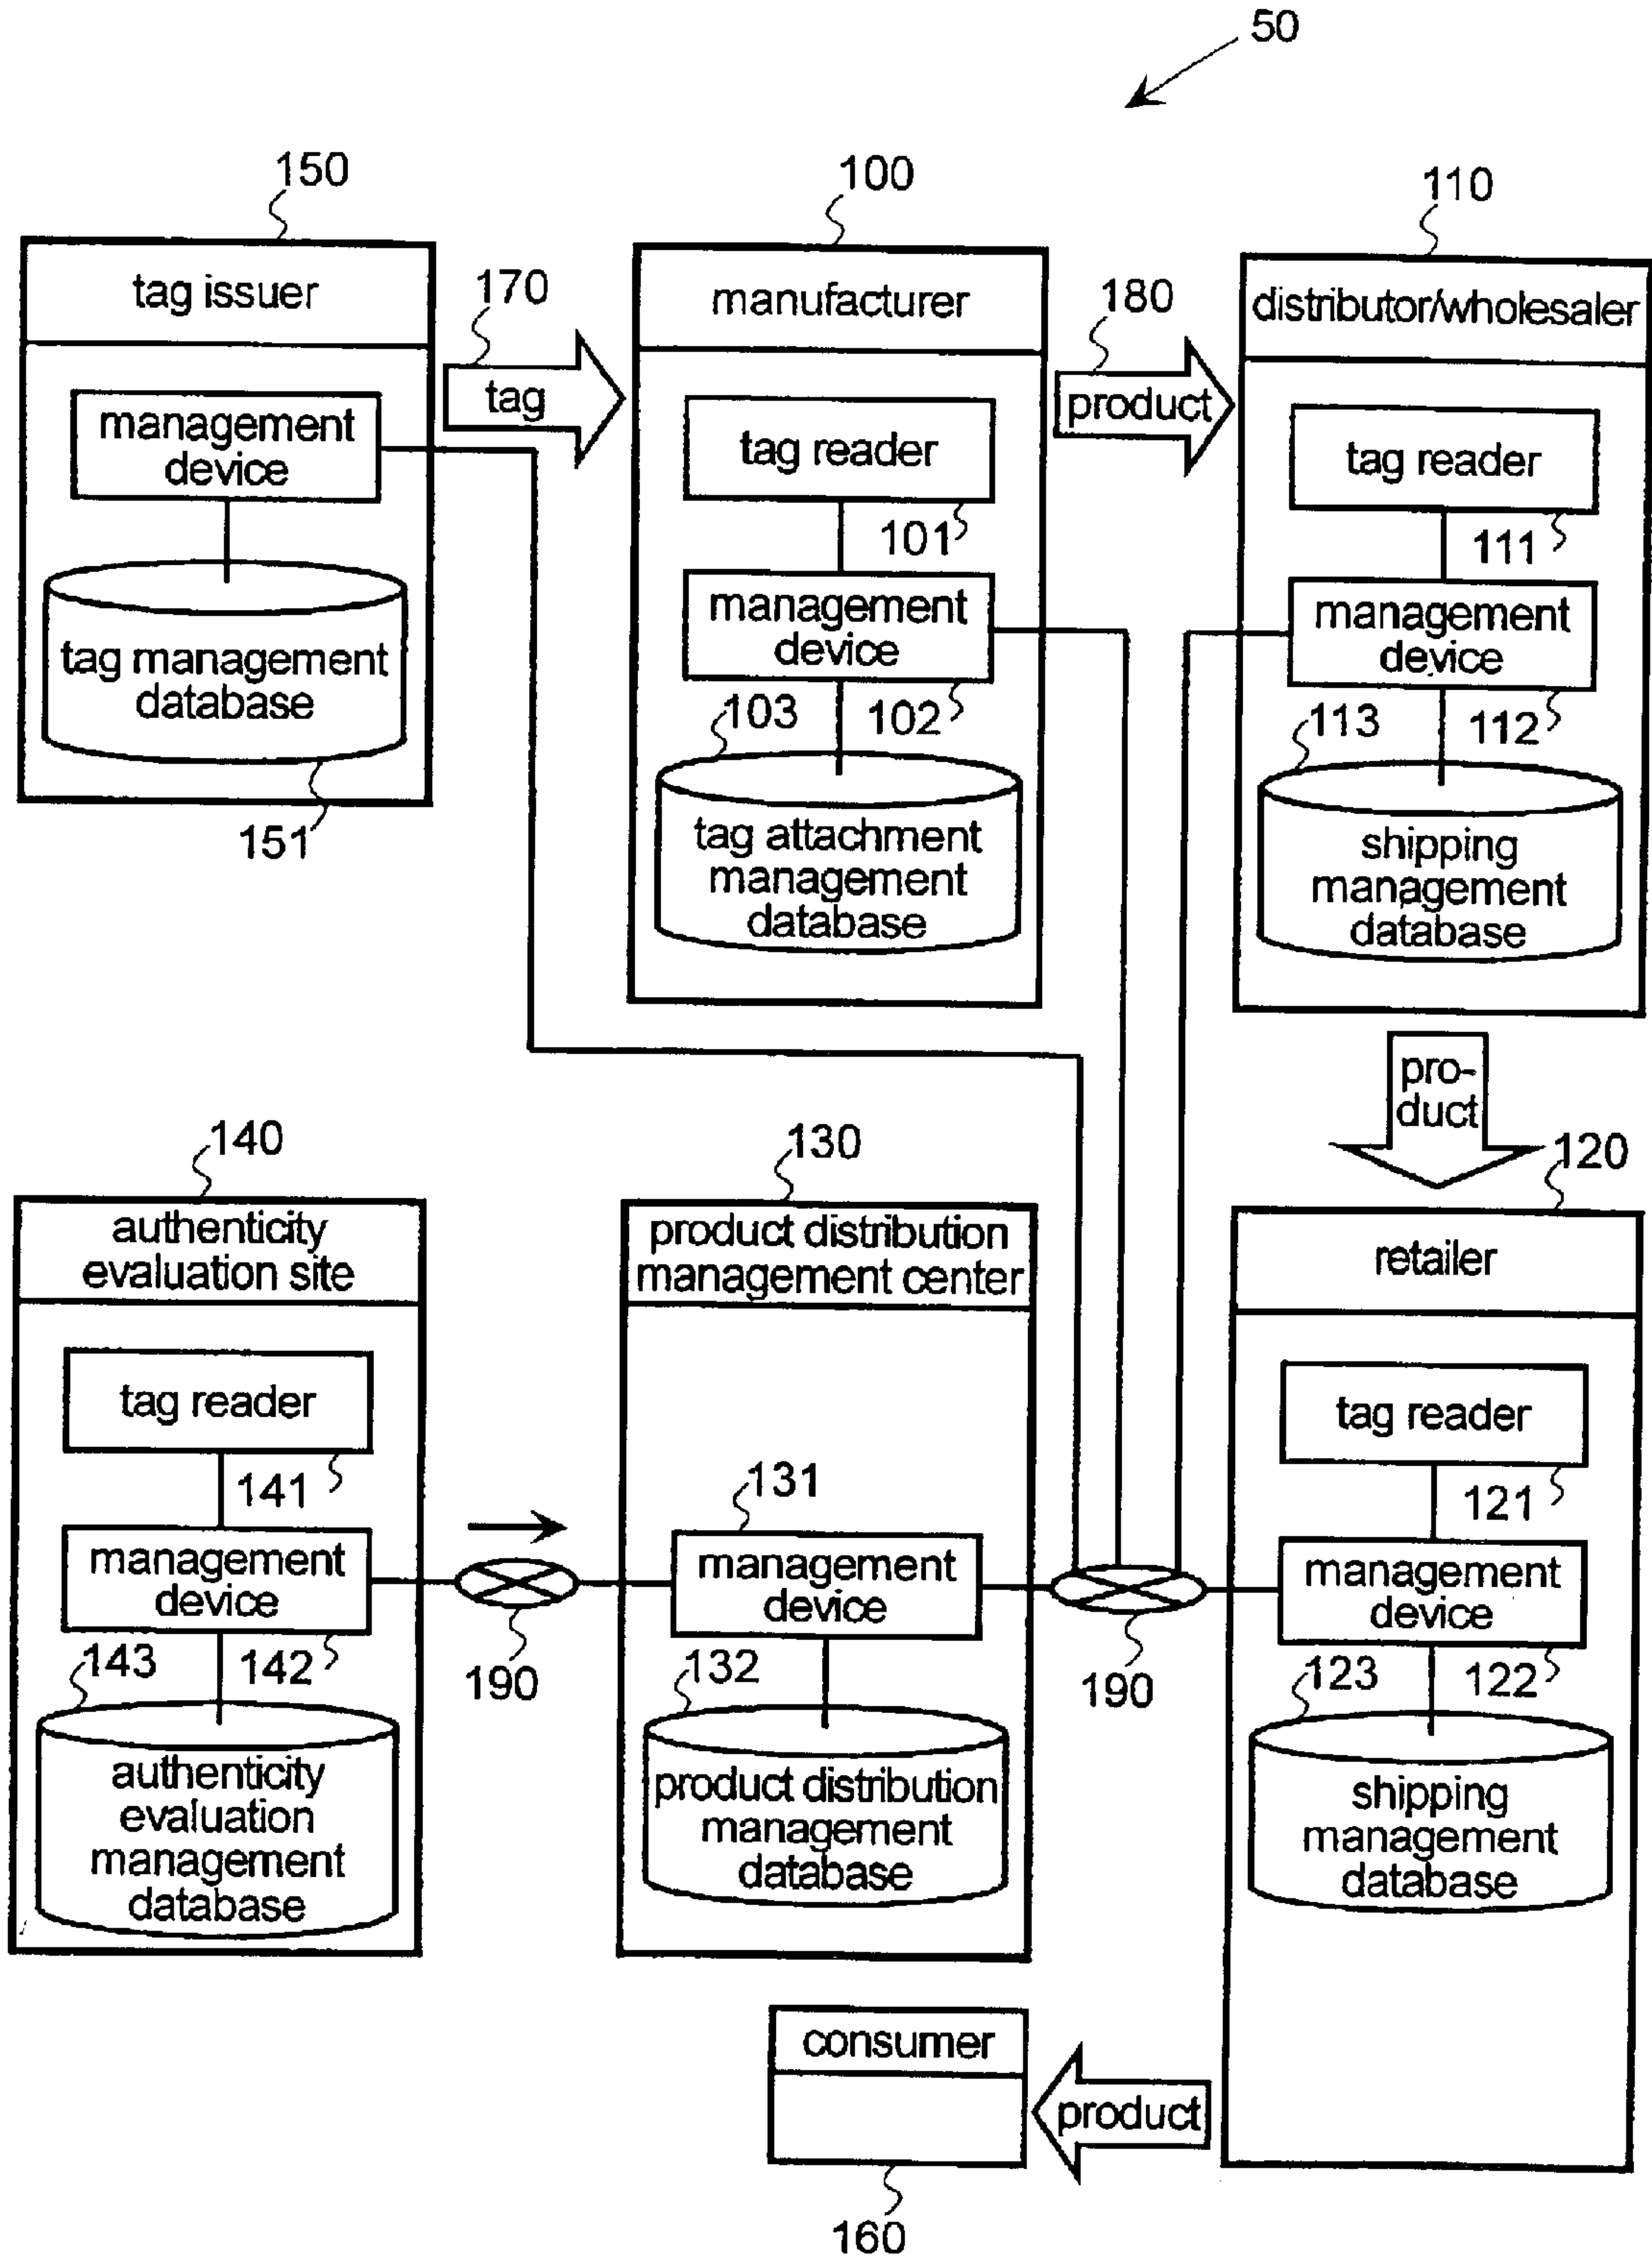 50
150
tag issuer
management
device
tag management
database
151
170
tag
100
manufacturer
tag reader
101
management
device
103
102
tag attachment
management
database
180
product
110
distributor/wholesaler
tag reader
111
management
device
113
112
shipping
management
database
pro-
duct
140
authenticity
evaluation site
tag reader
141
management
device
143
142
authenticity
evaluation
management
database
190
130
product distribution
management center
131
management
device
132
product distribution
management
database
190
120
retailer
tag reader
121
management
device
123
122
shipping
management
database
product
consumer
160